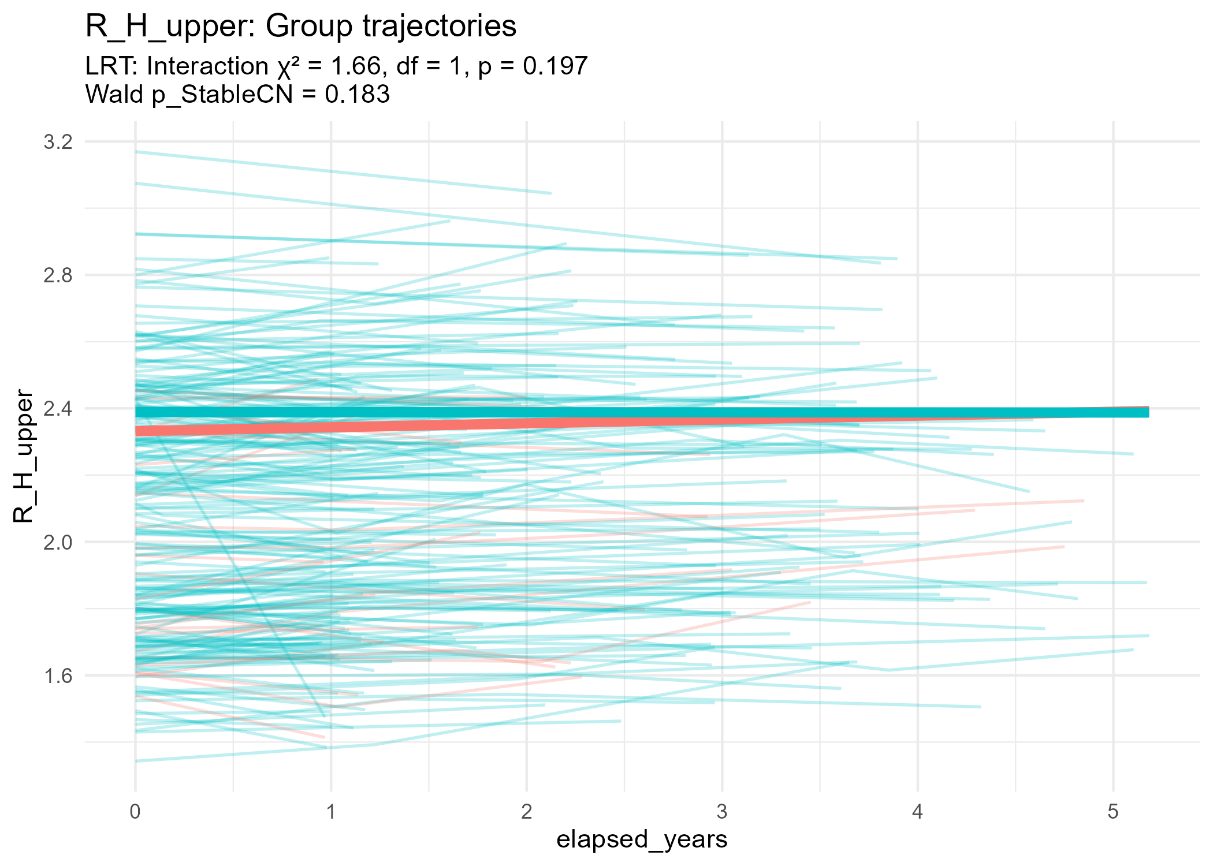 R_H_upper: Group trajectories
LRT: Interaction χ² = 1.66, df = 1, p = 0.197
Wald p_StableCN = 0.183
3.2
2.8
2.4
2.0
1.6
R_H_upper
0 1 2 3 4 5
elapsed_years